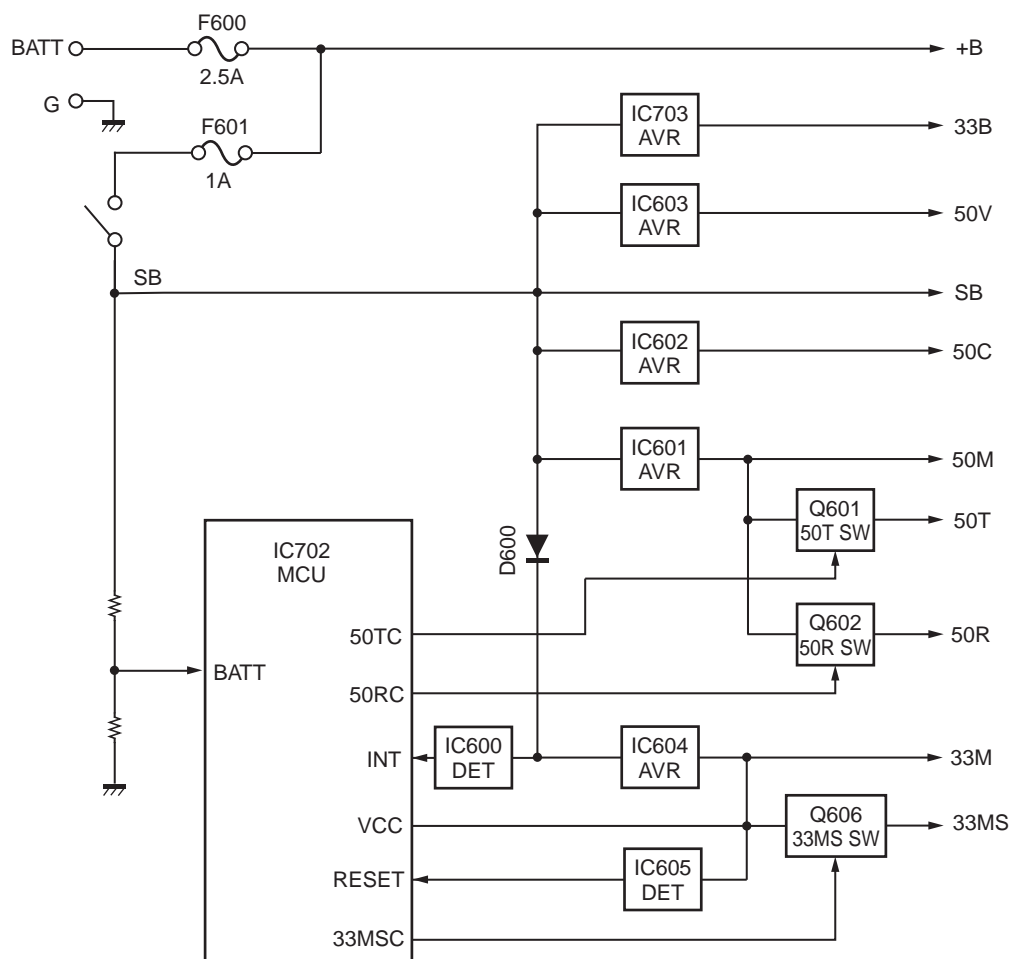 F600
BATT
+B
2.5A
G
F601
1A
IC703
AVR
33B
IC603
AVR
50V
SB
SB
IC602
AVR
50C
IC601
AVR
50M
Q601
50T SW
50T
D600
IC702
MCU
50TC
Q602
50R SW
50R
BATT
50RC
INT
IC600
DET
IC604
AVR
33M
VCC
Q606
33MS SW
33MS
RESET
IC605
DET
33MSC